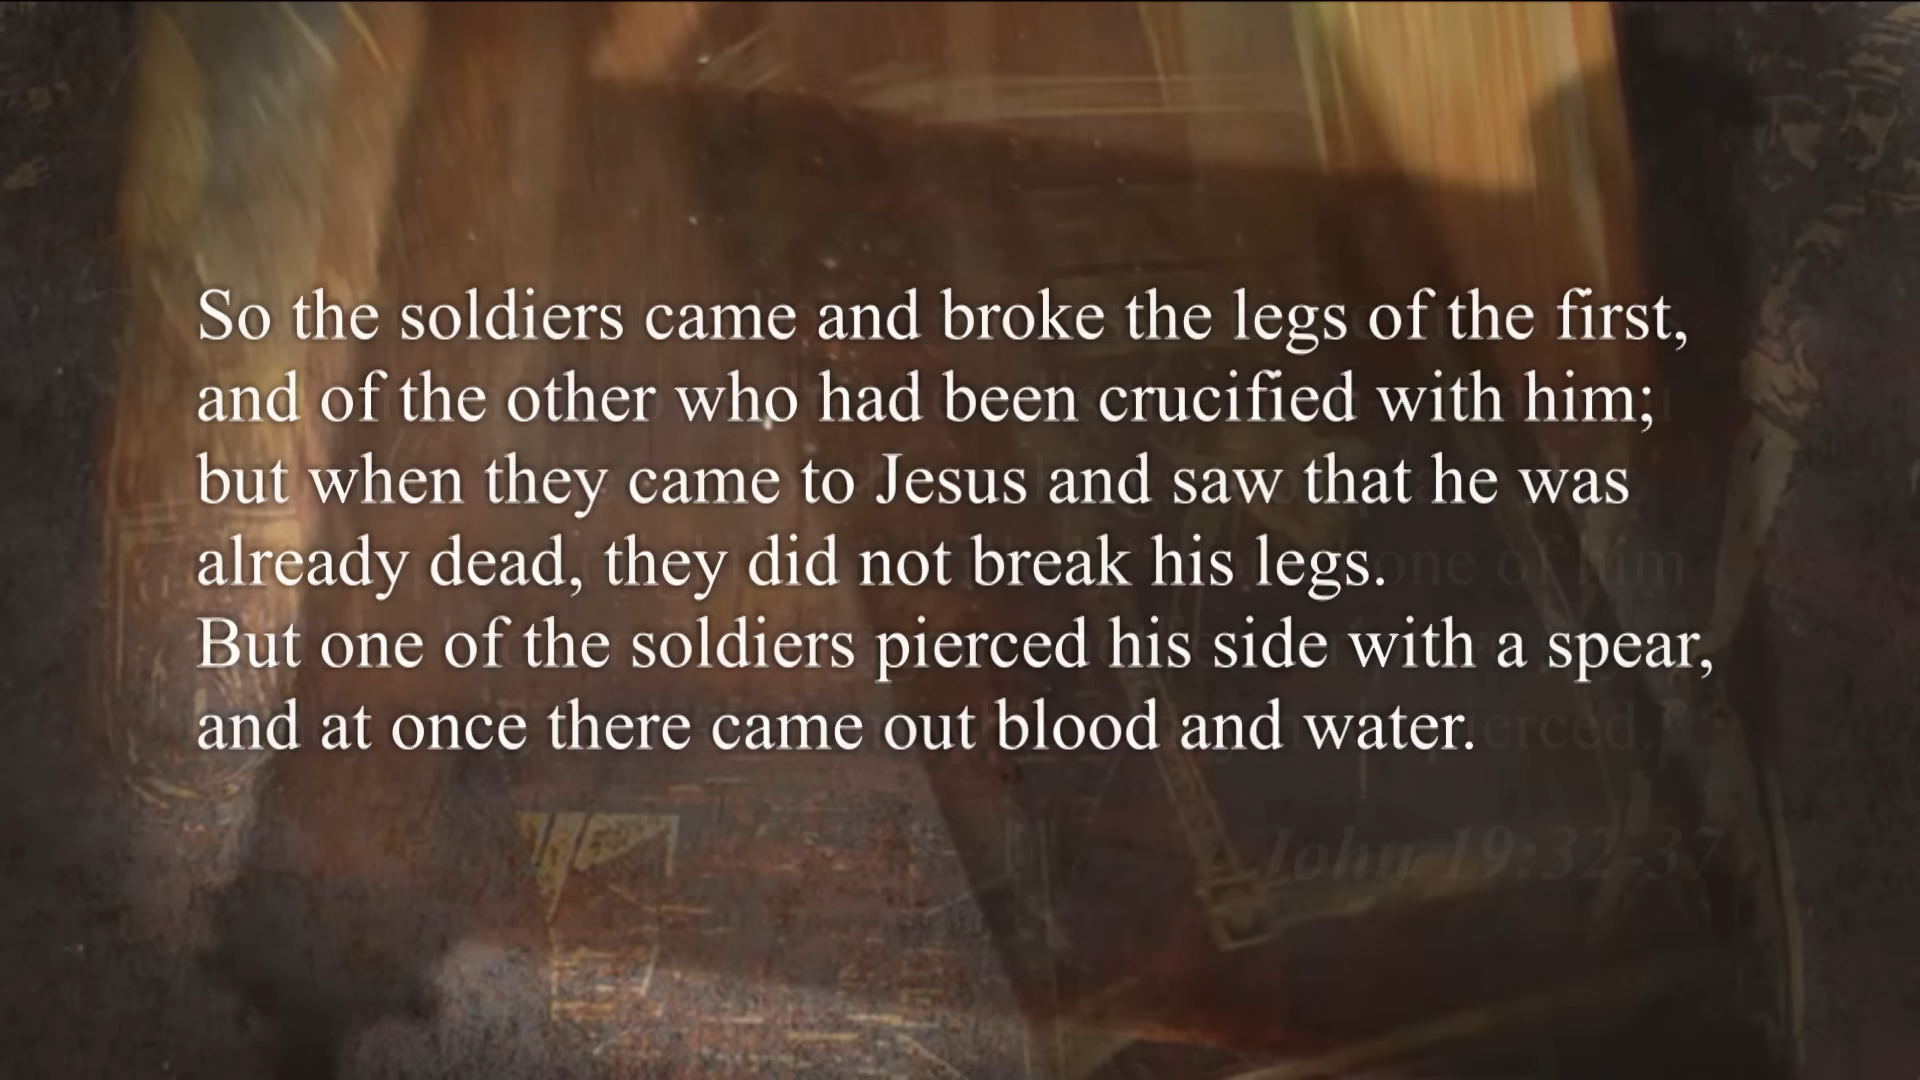 So the soldiers came and broke the legs of the first,
and of the other who had been crucified with him;
but when they came to Jesus and saw that he was
already dead, they did not break his legs.
one of him
But one of the soldiers pierced his side with a spear,
and at once there came out blood and water.
John 19:32-37